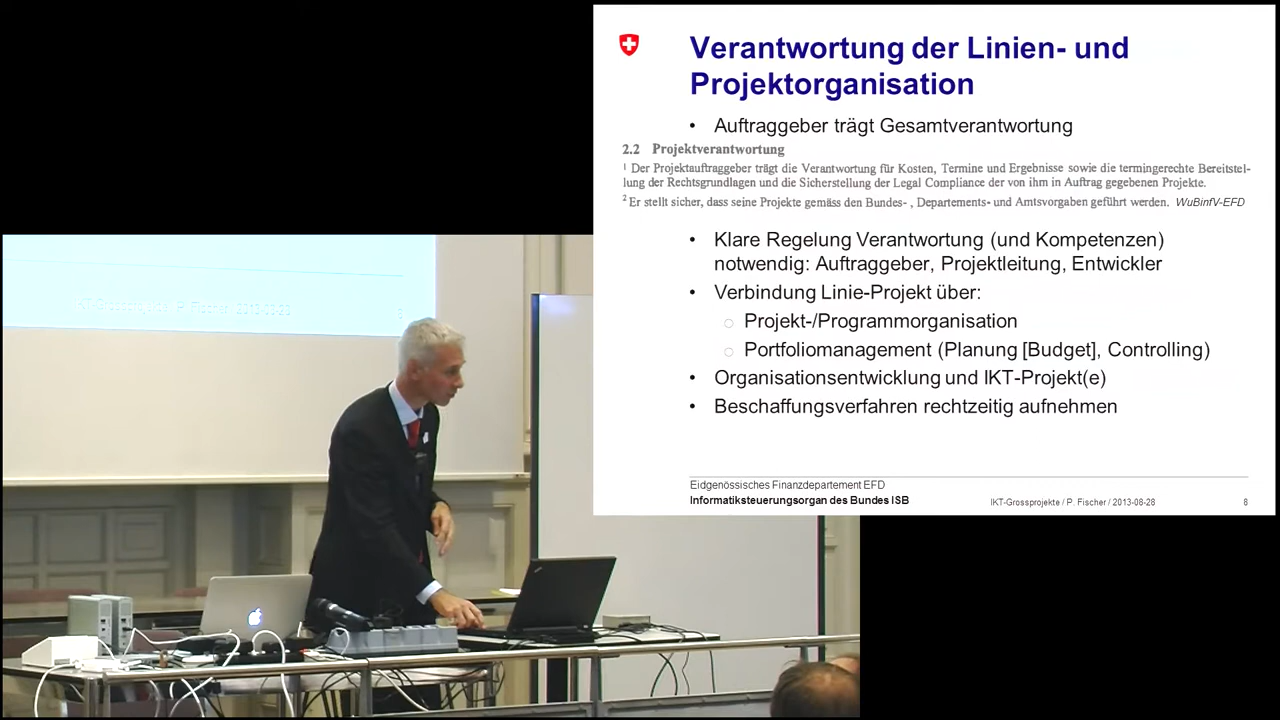 Verantwortung der Linien- und
Projektorganisation
• Auftraggeber trägt Gesamtverantwortung
2.2 Projektverantwortung
1 Der Projektauftraggeber trägt die Verantwortung für Kosten, Termine und Ergebnisse sowie die termingerechte Bereitstel-
lung der Rechtsgrundlagen und die Sicherstellung der Legal Compliance der von ihm in Auftrag gegebenen Projekte.
2 Er stellt sicher, dass seine Projekte gemäss den Bundes- , Departements- und Amtsvorgaben geführt werden. WuBinfV-EFD
• Klare Regelung Verantwortung (und Kompetenzen)
notwendig: Auftraggeber, Projektleitung, Entwickler
• Verbindung Linie-Projekt über:
○ Projekt-/Programmorganisation
○ Portfoliomanagement (Planung [Budget], Controlling)
• Organisationsentwicklung und IKT-Projekt(e)
• Beschaffungsverfahren rechtzeitig aufnehmen
Eidgenössisches Finanzdepartement EFD
Informatiksteuerungsorgan des Bundes ISB
IKT-Grossprojekte / P. Fischer / 2013-08-28
6
IKT-Grossprojekte / P. Fischer